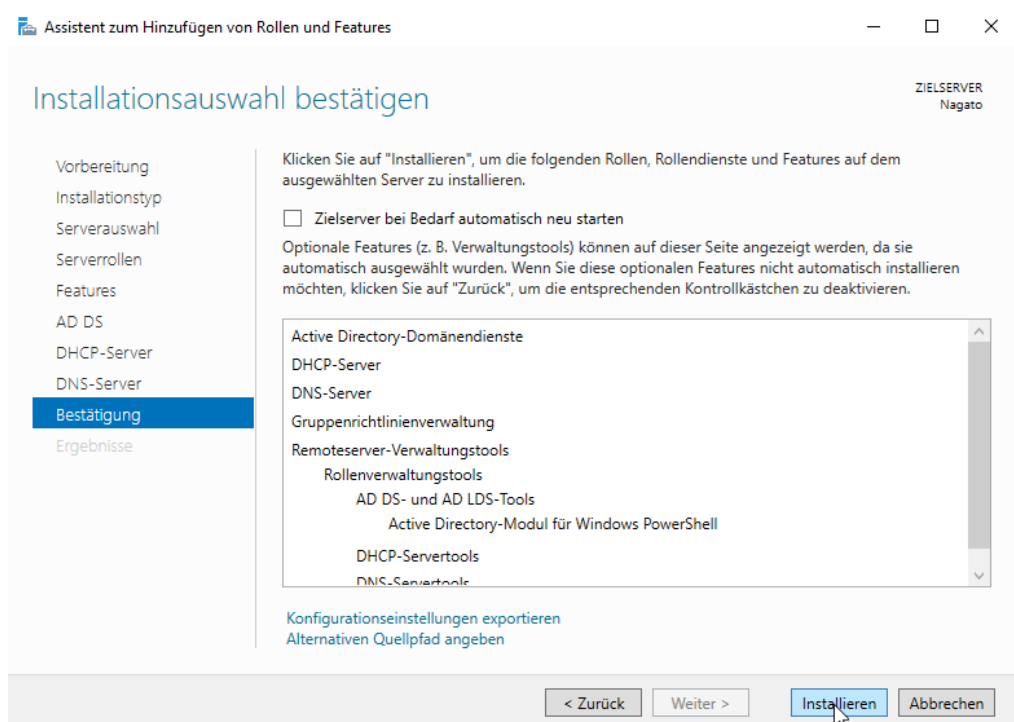 Assistent zum Hinzufügen von Rollen und Features
Installationsauswahl bestätigen
ZIELSERVER
Nagato
Vorbereitung
Installationstyp
Serverauswahl
Serverrollen
Features
AD DS
DHCP-Server
DNS-Server
Bestätigung
Ergebnisse
Klicken Sie auf "Installieren", um die folgenden Rollen, Rollendienste und Features auf dem
ausgewählten Server zu installieren.
Zielserver bei Bedarf automatisch neu starten
Optionale Features (z. B. Verwaltungstools) können auf dieser Seite angezeigt werden, da sie
automatisch ausgewählt wurden. Wenn Sie diese optionalen Features nicht automatisch installieren
möchten, klicken Sie auf "Zurück", um die entsprechenden Kontrollkästchen zu deaktivieren.
Active Directory-Domänendienste
DHCP-Server
DNS-Server
Gruppenrichtlinienverwaltung
Remoteserver-Verwaltungstools
Rollenverwaltungstools
AD DS- und AD LDS-Tools
Active Directory-Modul für Windows PowerShell
DHCP-Servertools
DNS-Servertools
Konfigurationseinstellungen exportieren
Alternativen Quellpfad angeben
< Zurück
Weiter >
Installieren
Abbrechen